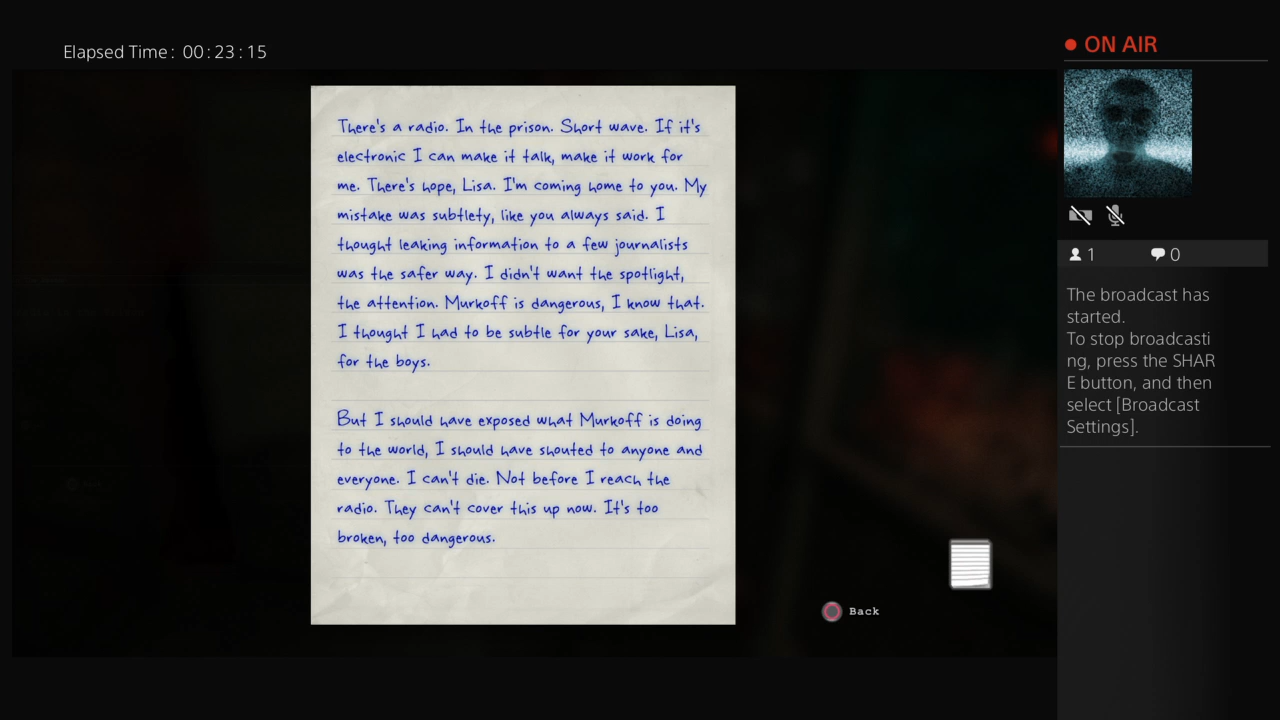 Elapsed Time: 00:23:15
There's a radio. In the prison. Short wave. If it's
electronic I can make it talk, make it work for
me. There's hope, Lisa. I'm coming home to you. My
mistake was subtlety, like you always said. I
thought leaking information to a few journalists
was the safer way. I didn't want the spotlight,
the attention. Murkoff is dangerous, I know that.
I thought I had to be subtle for your sake, Lisa,
for the boys.
But I should have exposed what Murkoff is doing
to the world, I should have shouted to anyone and
everyone. I can't die. Not before I reach the
radio. They can't cover this up now. It's too
broken, too dangerous.
Back
ON AIR
1
0
The broadcast has
started.
To stop broadcasti
ng, press the SHAR
E button, and then
select [Broadcast
Settings].